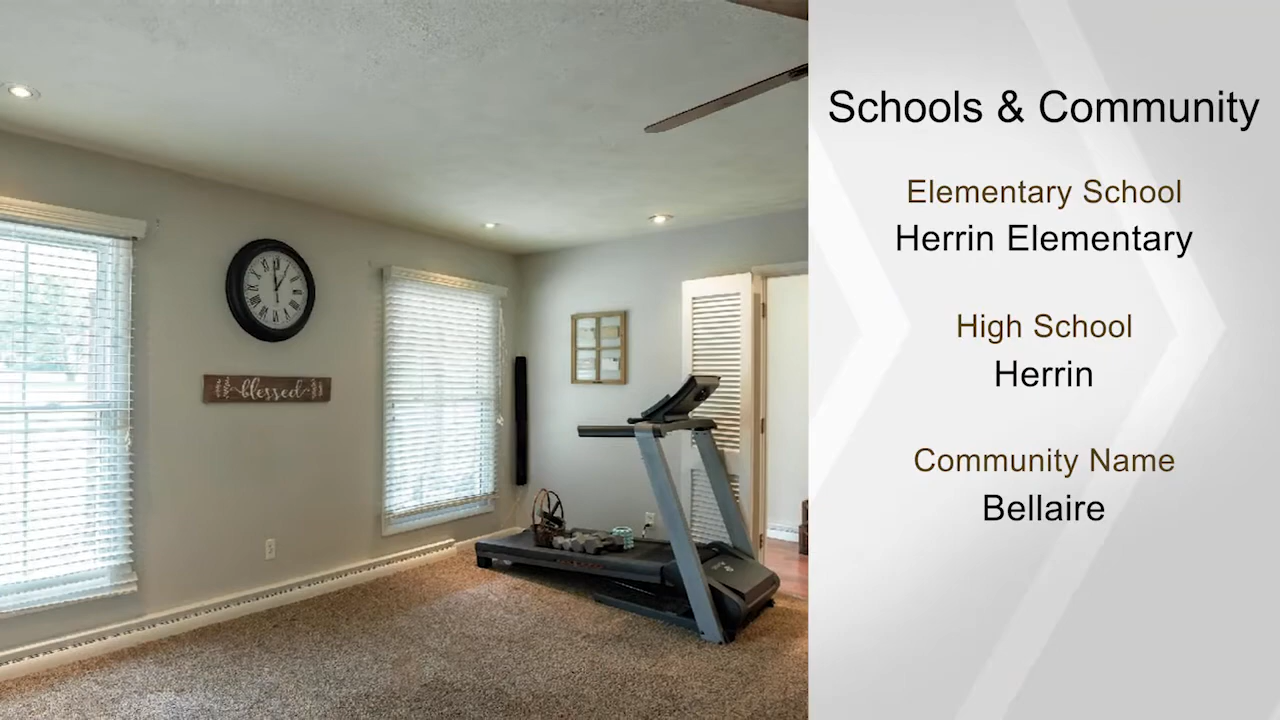 blessed
Schools & Community
Elementary School
Herrin Elementary
High School
Herrin
Community Name
Bellaire